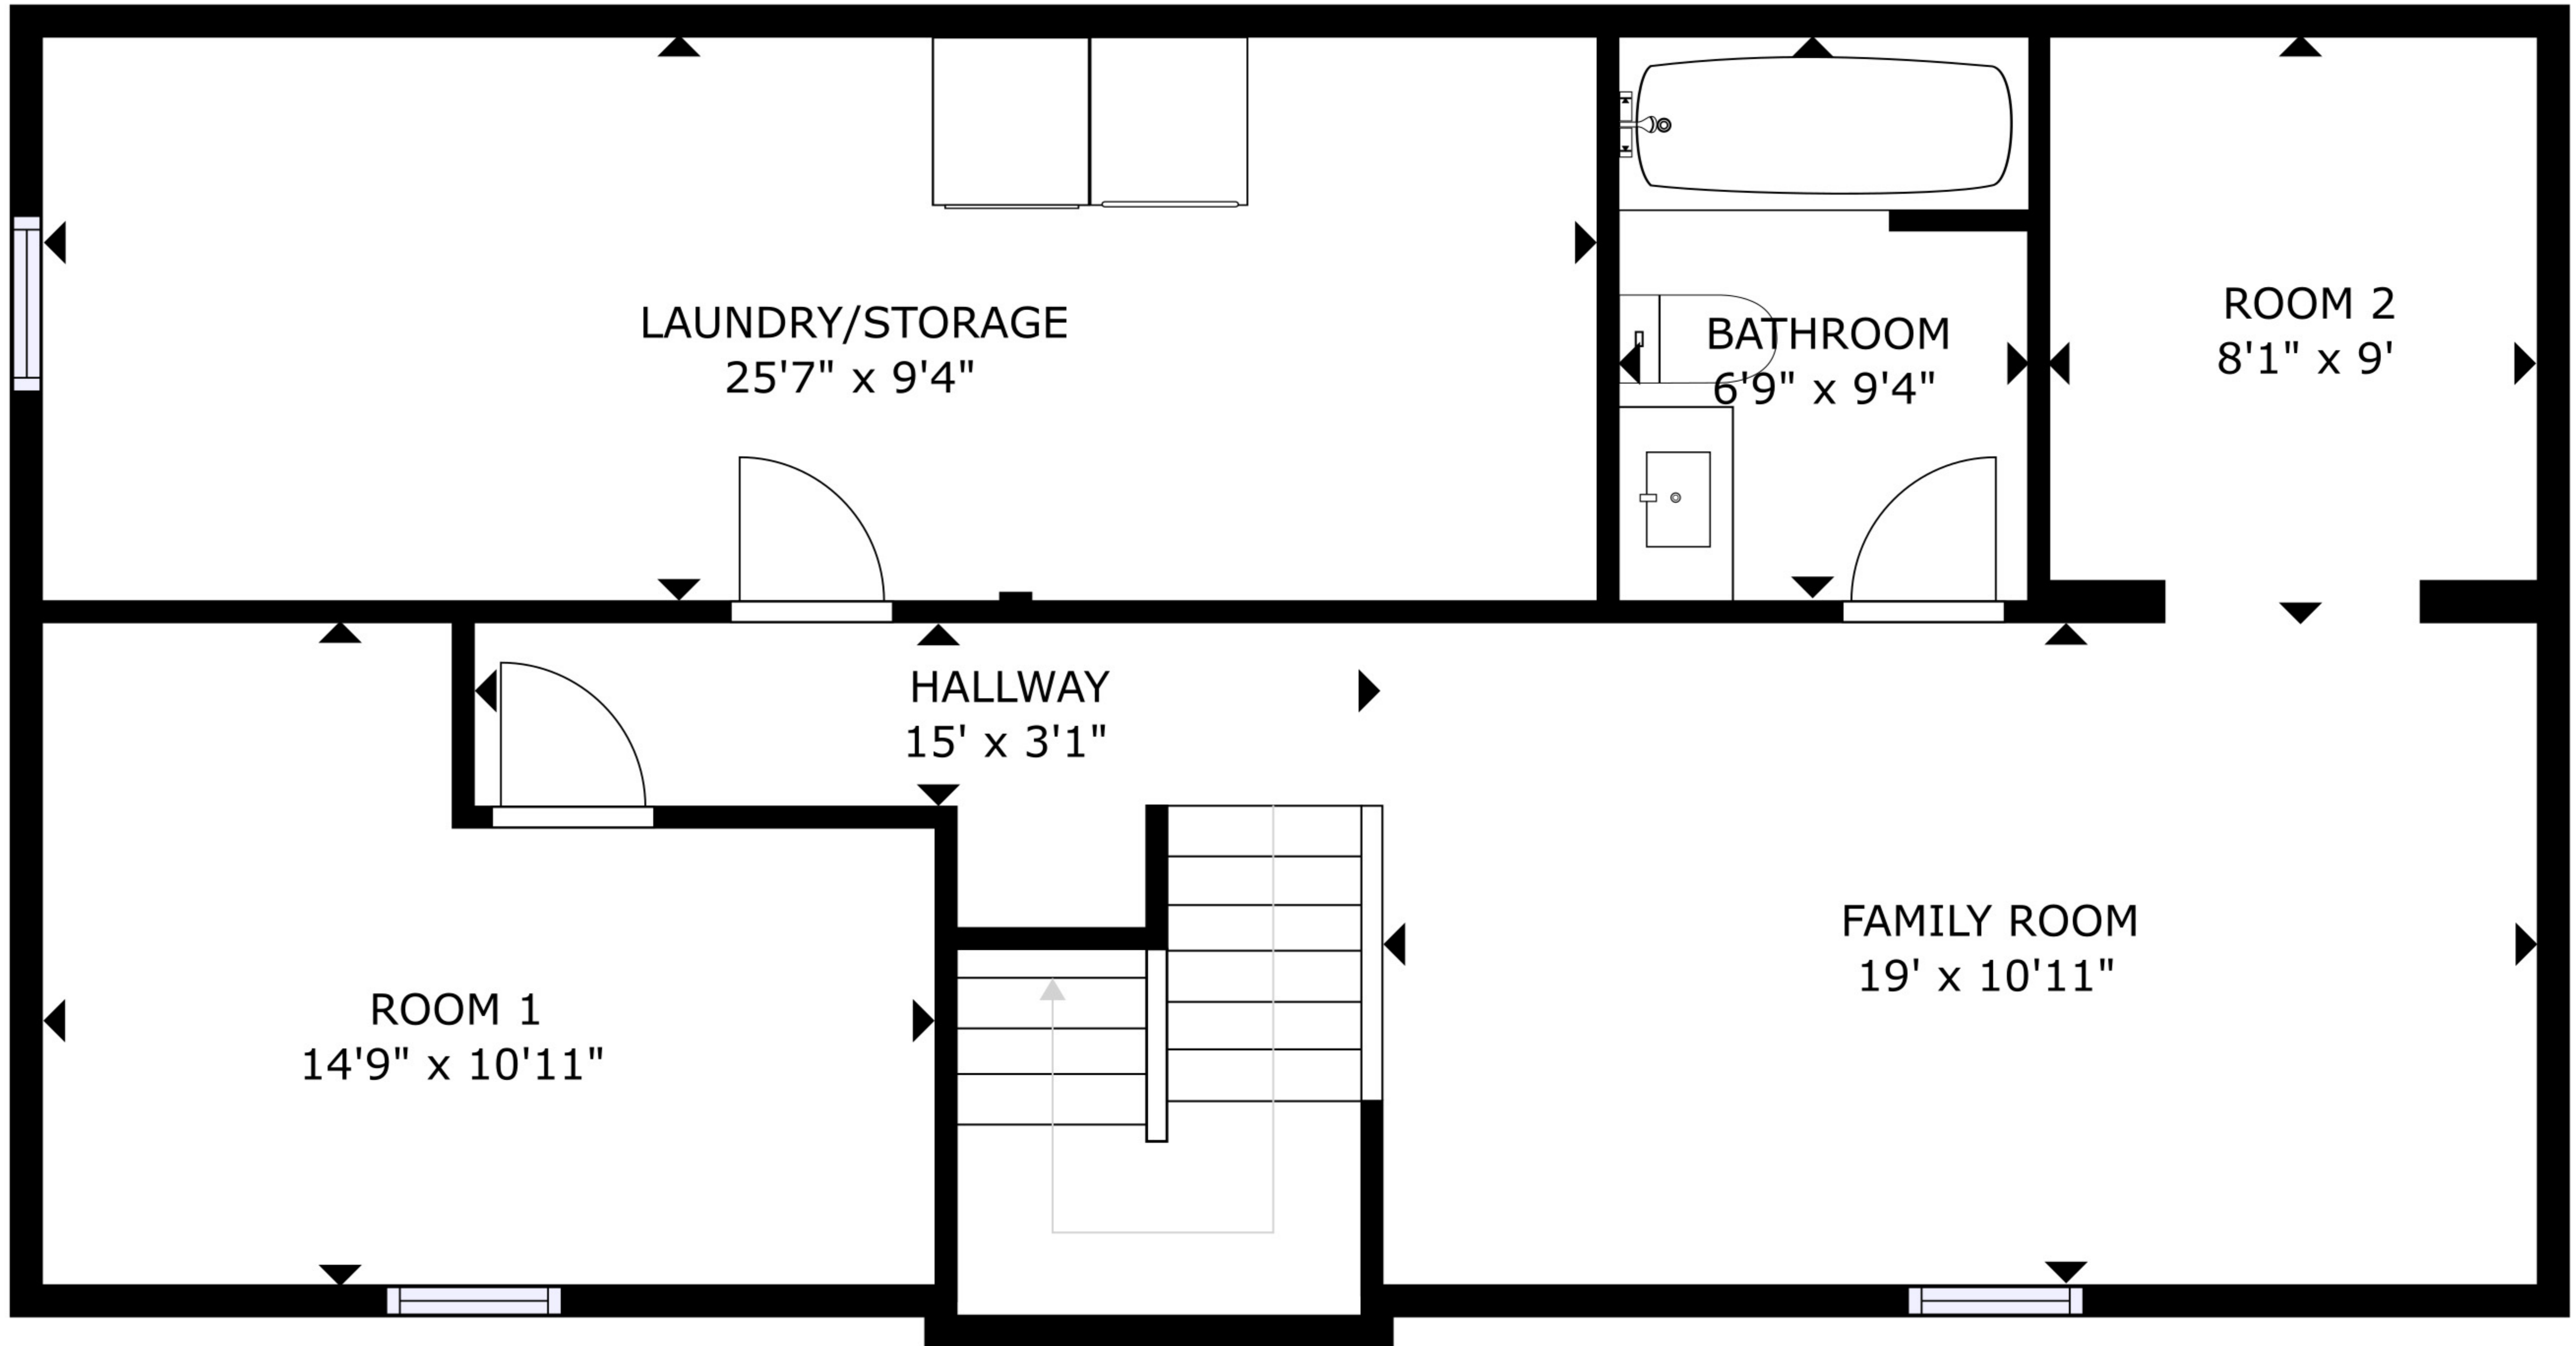 LAUNDRY/STORAGE
25'7" x 9'4"
BATHROOM
6'9" x 9'4"
ROOM 2
8'1" x 9'
HALLWAY
15' x 3'1"
ROOM 1
14'9" x 10'11"
FAMILY ROOM
19' x 10'11"